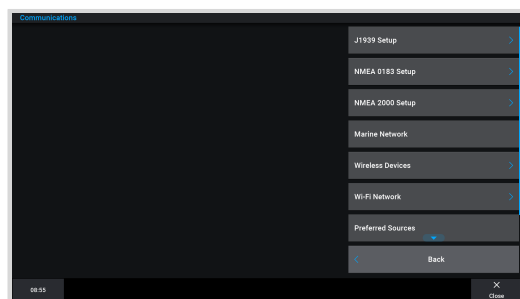 Communications
J1939 Setup
NMEA 0183 Setup
NMEA 2000 Setup
Marine Network
Wireless Devices
Wi-Fi Network
Preferred Sources
Back
08:55
Close